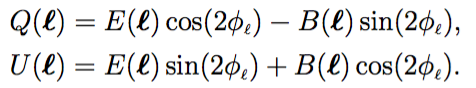 Q(ℓ) = E(ℓ) cos(2ϕ_ℓ) − B(ℓ) sin(2ϕ_ℓ),
U(ℓ) = E(ℓ) sin(2ϕ_ℓ) + B(ℓ) cos(2ϕ_ℓ).